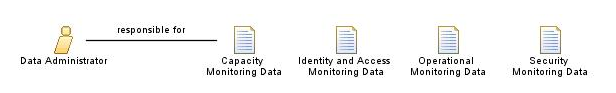 responsible for
Data Administrator
Capacity
Monitoring Data
Identity and Access
Monitoring Data
Operational
Monitoring Data
Security
Monitoring Data